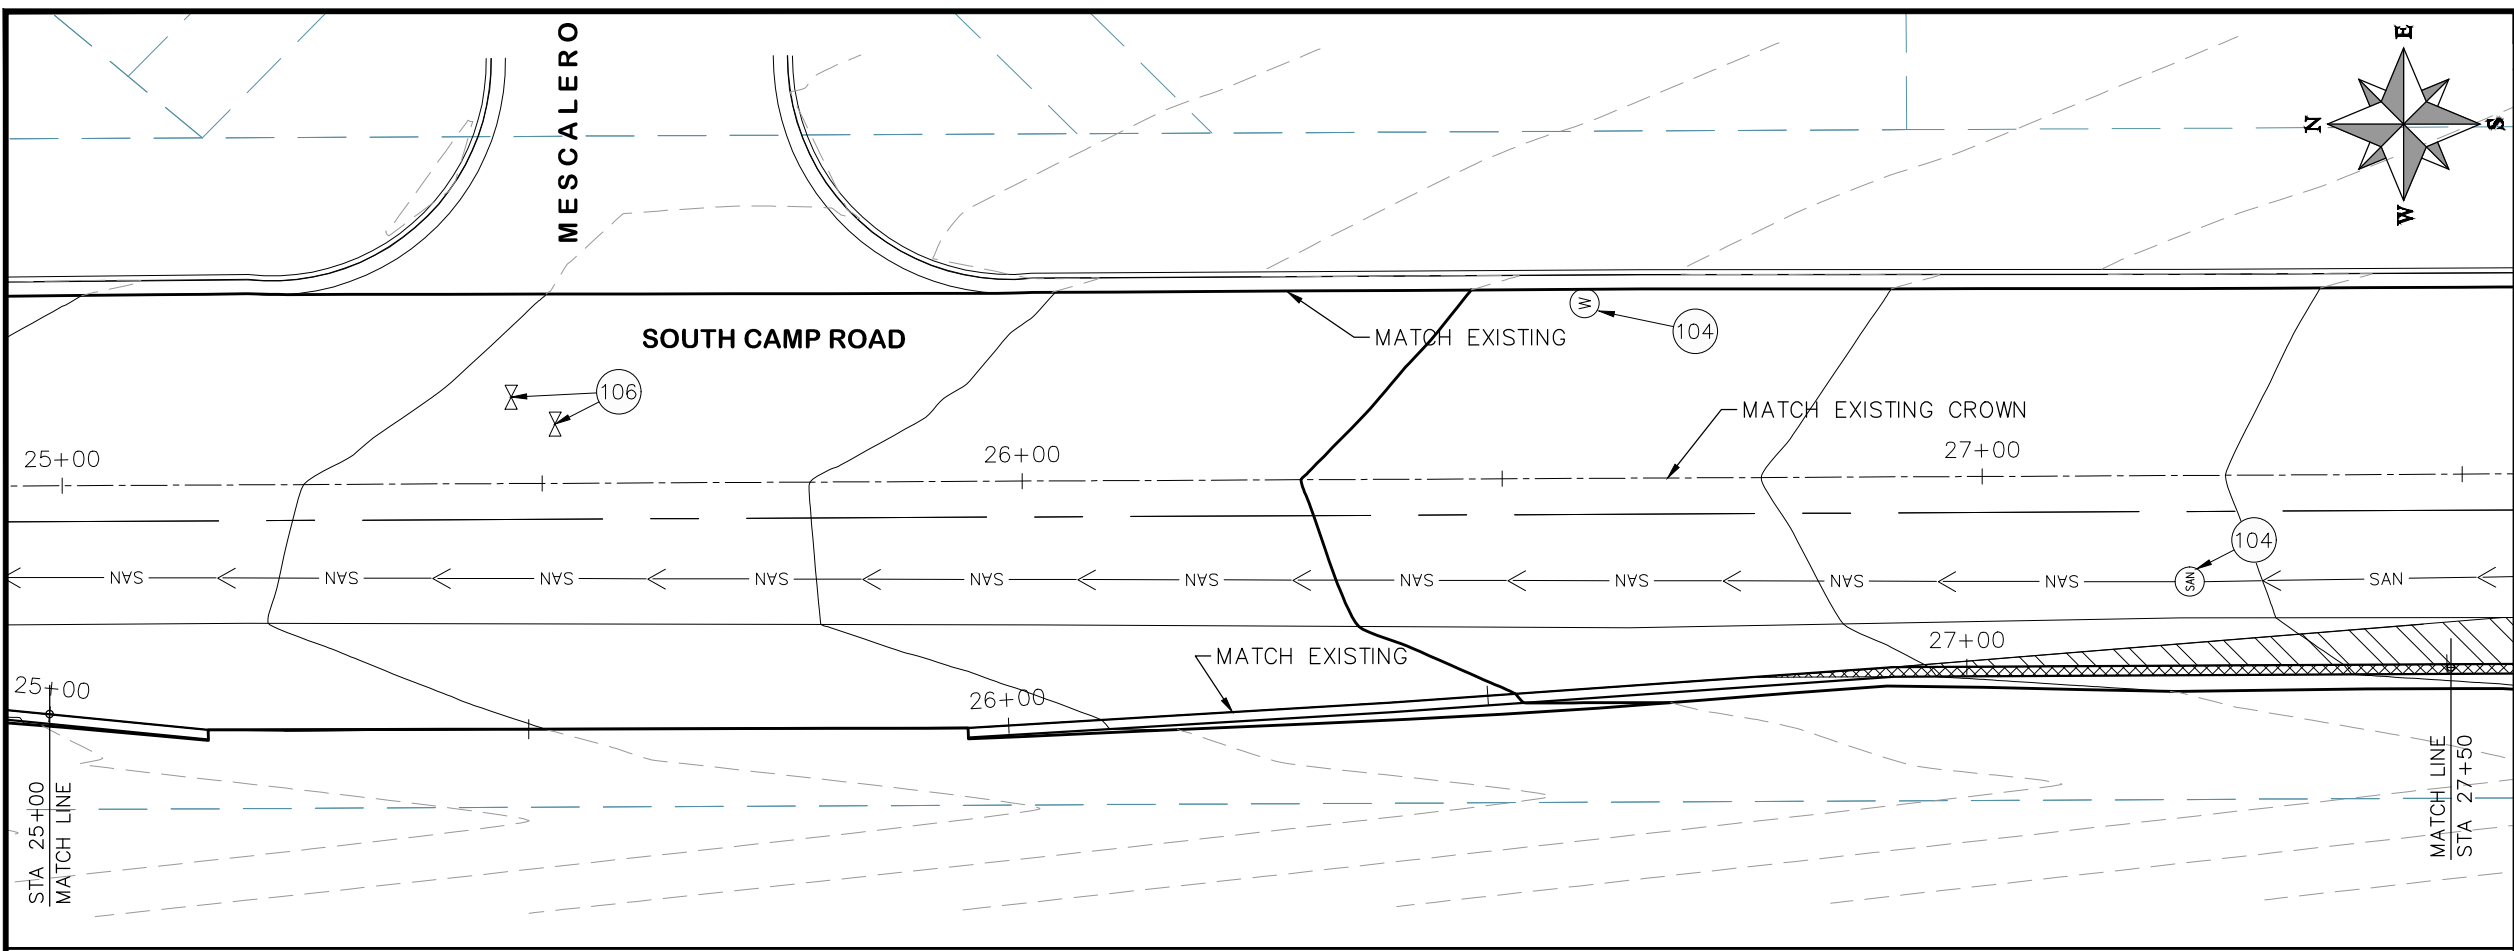 MESCALERO
E
N
S
W
SOUTH CAMP ROAD
MATCH EXISTING
W
104
106
MATCH EXISTING CROWN
25+00
26+00
27+00
104
SAN
SAN
SAN
SAN
SAN
SAN
SAN
SAN
SAN
SAN
SAN
SAN
MATCH EXISTING
27+00
25+00
26+00
STA 25+00
MATCH LINE
MATCH LINE
STA 27+50